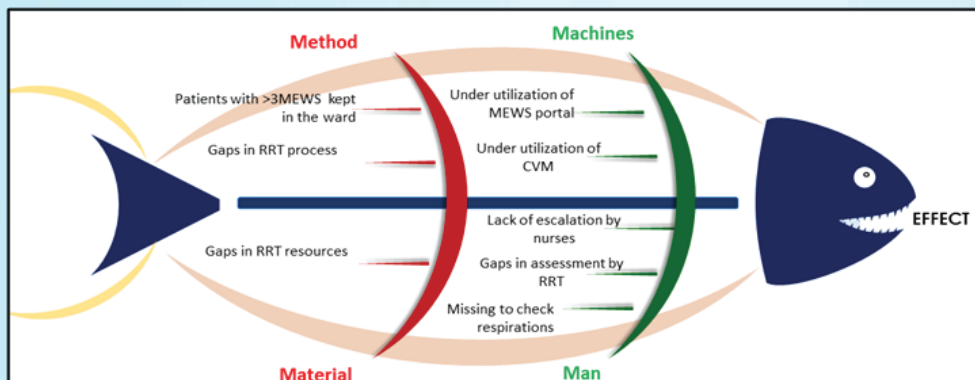 Method
Machines
Patients with >3MEWS kept
in the ward
Gaps in RRT process
Under utilization of
MEWS portal
Under utilization of
CVM
EFFECT
Gaps in RRT resources
Lack of escalation by
nurses
Gaps in assessment by
RRT
Missing to check
respirations
Material
Man